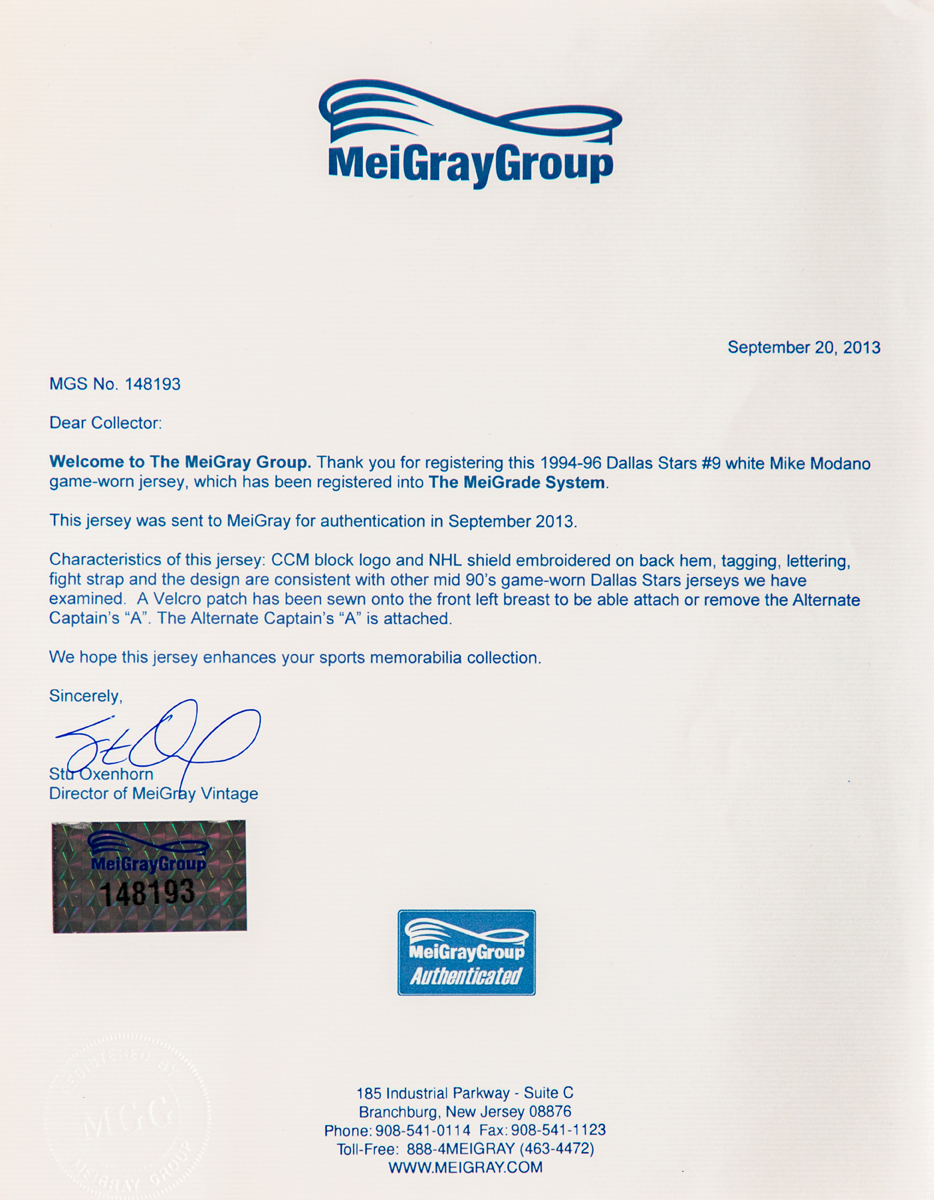 MeiGrayGroup
September 20, 2013
MGS No. 148193
Dear Collector:
Welcome to The MeiGray Group. Thank you for registering this 1994-96 Dallas Stars #9 white Mike Modano
game-worn jersey, which has been registered into The MeiGrade System.
This jersey was sent to MeiGray for authentication in September 2013.
Characteristics of this jersey: CCM block logo and NHL shield embroidered on back hem, tagging, lettering,
fight strap and the design are consistent with other mid 90's game-worn Dallas Stars jerseys we have
examined.  A Velcro patch has been sewn onto the front left breast to be able attach or remove the Alternate
Captain's “A”. The Alternate Captain's “A” is attached.
We hope this jersey enhances your sports memorabilia collection.
Sincerely,
Stu Oxenhorn
Director of MeiGray Vintage
MeiGrayGroup
148193
MeiGrayGroup
Authenticated
REGISTERED BY
MGG
MEIGRAY GROUP
185 Industrial Parkway - Suite C
Branchburg, New Jersey 08876
Phone: 908-541-0114  Fax: 908-541-1123
Toll-Free:  888-4MEIGRAY (463-4472)
WWW.MEIGRAY.COM